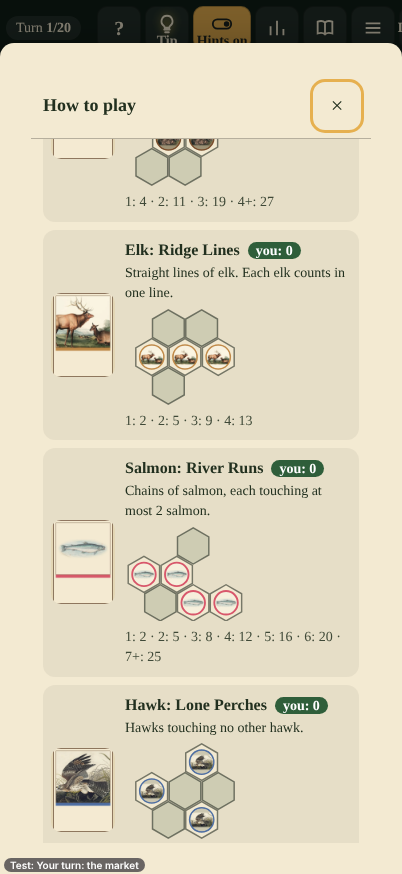 Turn 1/20
?
Tip
Hints on
How to play
×
1: 4 · 2: 11 · 3: 19 · 4+: 27
Elk: Ridge Lines you: 0
Straight lines of elk. Each elk counts in
one line.
1: 2 · 2: 5 · 3: 9 · 4: 13
Salmon: River Runs you: 0
Chains of salmon, each touching at
most 2 salmon.
1: 2 · 2: 5 · 3: 8 · 4: 12 · 5: 16 · 6: 20 ·
7+: 25
Hawk: Lone Perches you: 0
Hawks touching no other hawk.
Test: Your turn: the market